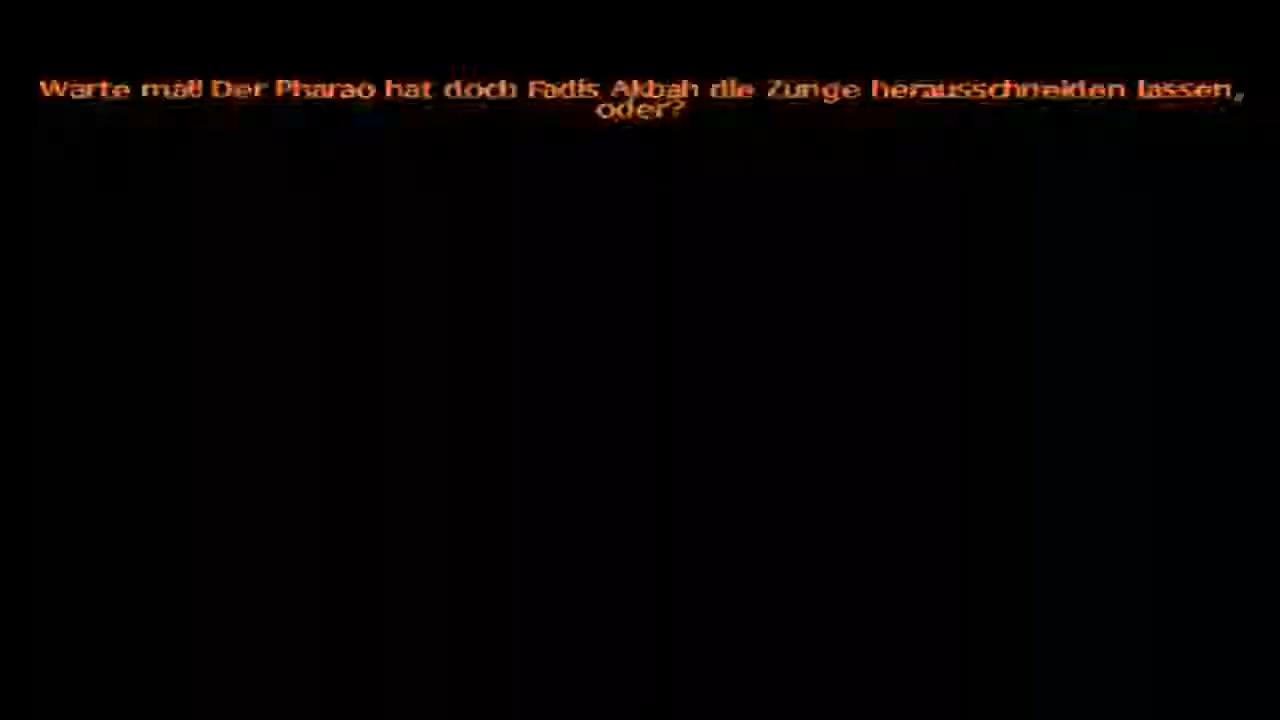 Warte mal! Der Pharao hat doch Fadis Akbah die Zunge herausschneiden lassen,
oder?